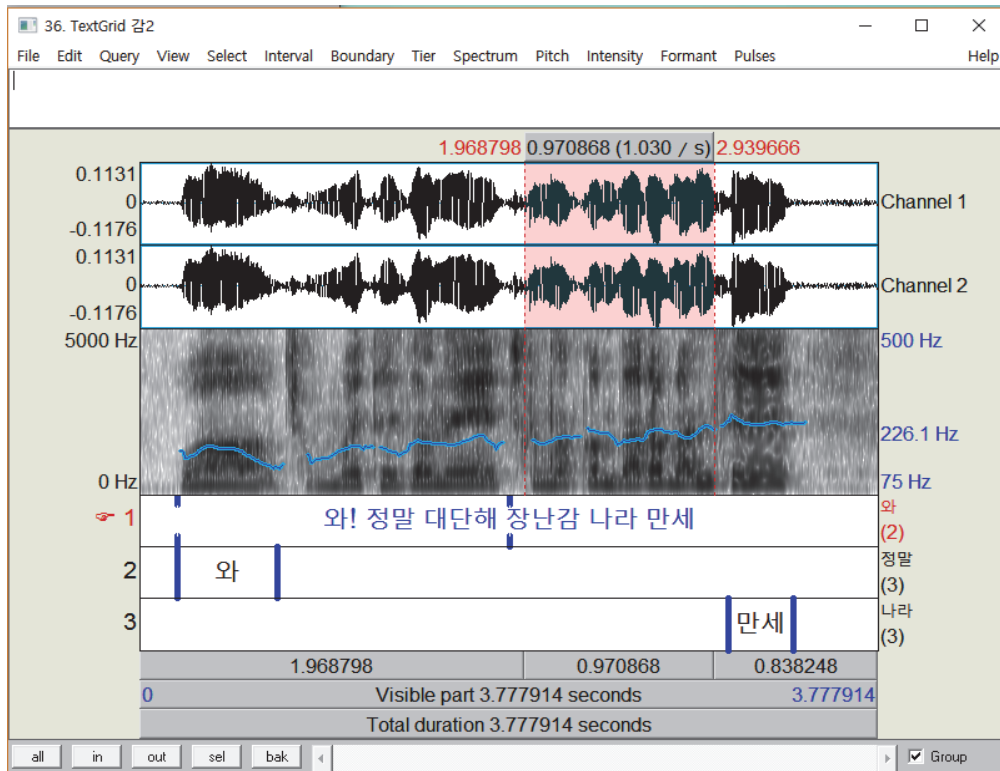 36. TextGrid 감2
File Edit Query View Select Interval Boundary Tier Spectrum Pitch Intensity Formant Pulses Help
1.968798 0.970868 (1.030 / s) 2.939666
0.1131
0 Channel 1
-0.1176
0.1131
0 Channel 2
-0.1176
5000 Hz 500 Hz
226.1 Hz
0 Hz 75 Hz
1 와! 정말 대단해 장난감 나라 만세 와
(2)
2 와 정말
(3)
3 만세 나라
(3)
1.968798 0.970868 0.838248
0 Visible part 3.777914 seconds 3.777914
Total duration 3.777914 seconds
all in out sel bak Group